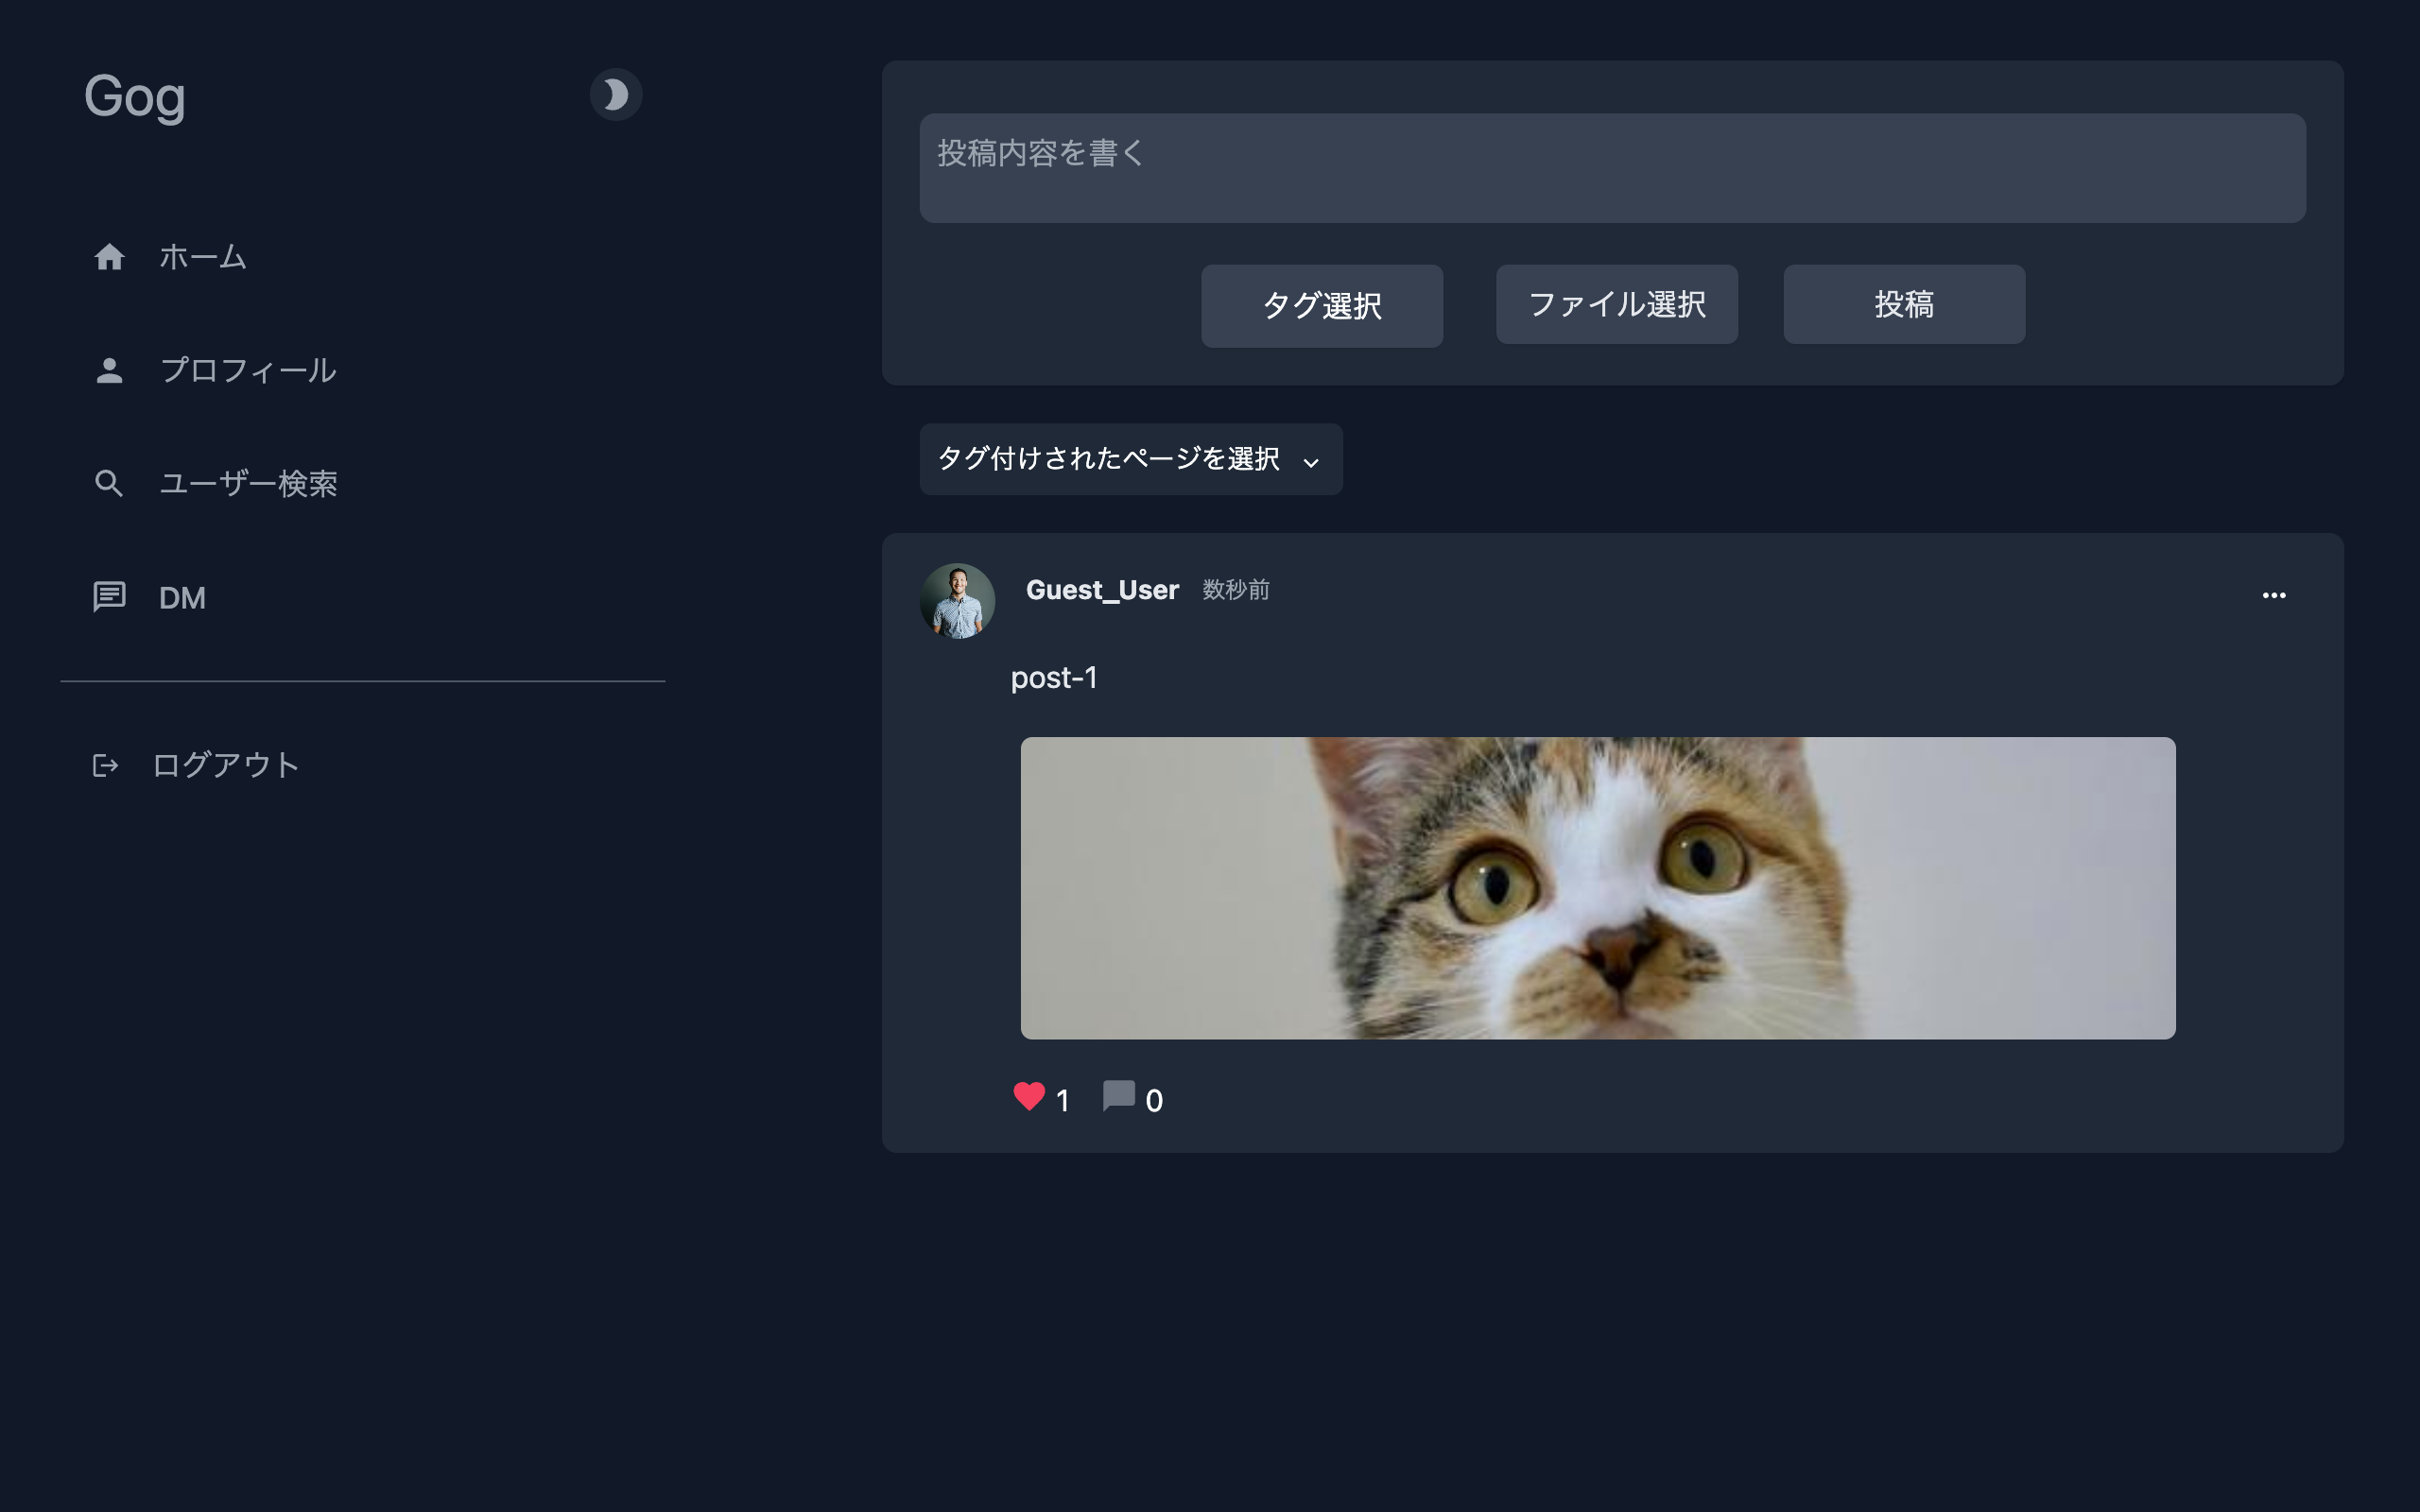 Gog
ホーム
プロフィール
ユーザー検索
DM
ログアウト
投稿内容を書く
タグ選択
ファイル選択
投稿
タグ付けされたページを選択
Guest_User 数秒前
post-1
1 0